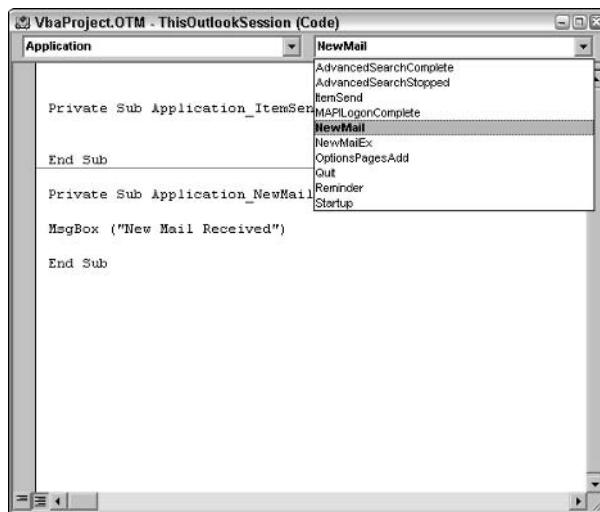 VbaProject.OTM - ThisOutlookSession (Code)
Application
NewMail
AdvancedSearchComplete
AdvancedSearchStopped
ItemSend
MAPILogonComplete
NewMail
NewMailEx
OptionsPagesAdd
Quit
Reminder
Startup
Private Sub Application_ItemSen
End Sub
Private Sub Application_NewMail
MsgBox ("New Mail Received")
End Sub